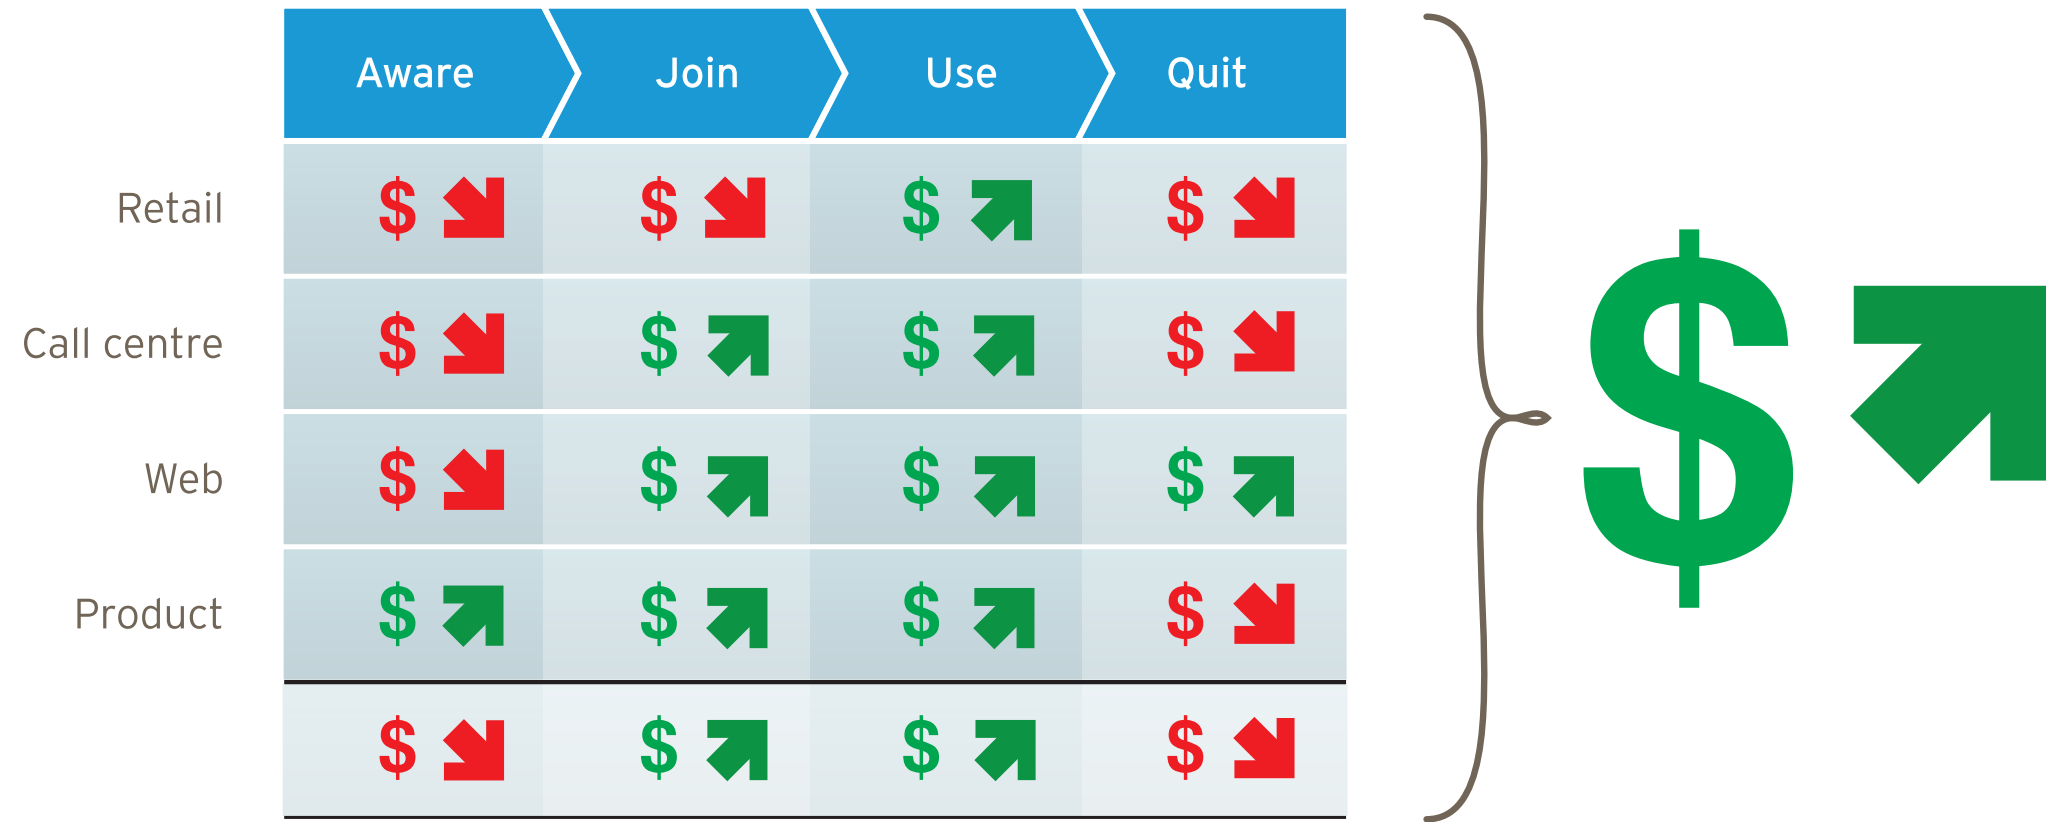 Aware Join Use Quit
Retail $ $ $ $
Call centre $ $ $ $
Web $ $ $ $
Product $ $ $ $
$ $ $ $
$